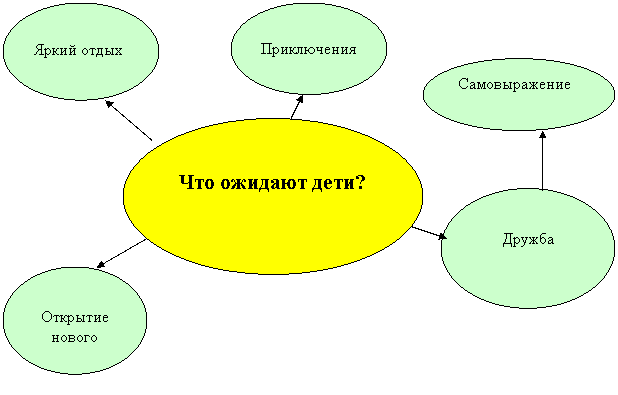 Яркий отдых
Приключения
Самовыражение
Что ожидают дети?
Дружба
Открытие
нового